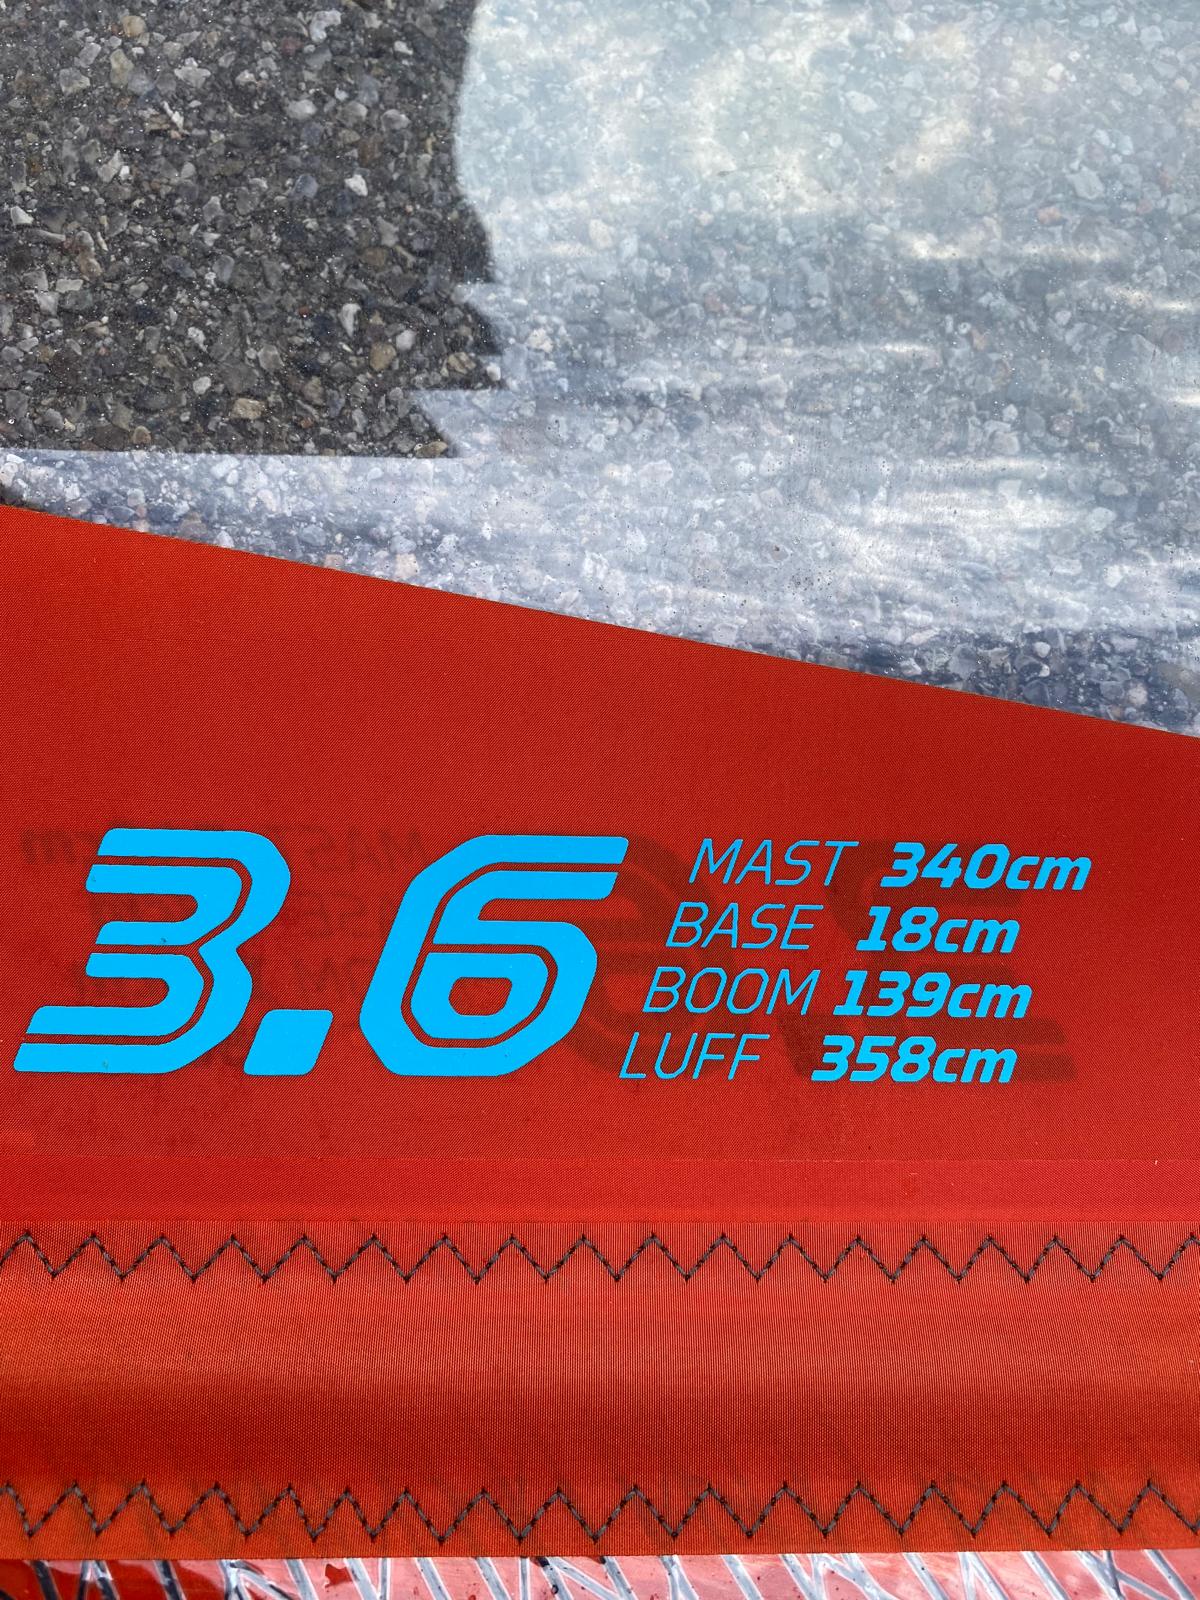 3.6
MAST 340cm
BASE 18cm
BOOM 139cm
LUFF 358cm